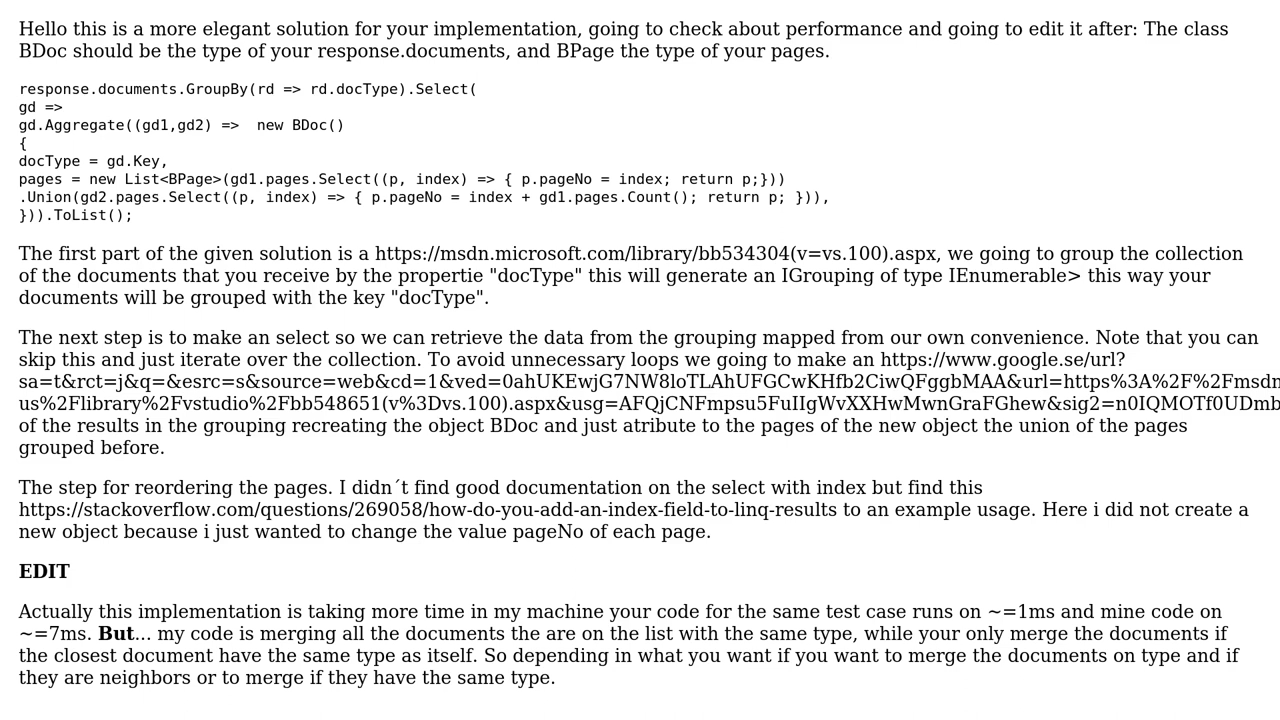 Hello this is a more elegant solution for your implementation, going to check about performance and going to edit it after: The class
BDoc should be the type of your response.documents, and BPage the type of your pages.
response.documents.GroupBy(rd => rd.docType).Select(
gd =>
gd.Aggregate((gd1,gd2) =>  new BDoc()
{
docType = gd.Key,
pages = new List<BPage>(gd1.pages.Select((p, index) => { p.pageNo = index; return p;}))
.Union(gd2.pages.Select((p, index) => { p.pageNo = index + gd1.pages.Count(); return p; })),
})).ToList();
The first part of the given solution is a https://msdn.microsoft.com/library/bb534304(v=vs.100).aspx, we going to group the collection
of the documents that you receive by the propertie "docType" this will generate an IGrouping of type IEnumerable> this way your
documents will be grouped with the key "docType".
The next step is to make an select so we can retrieve the data from the grouping mapped from our own convenience. Note that you can
skip this and just iterate over the collection. To avoid unnecessary loops we going to make an https://www.google.se/url?
sa=t&rct=j&q=&esrc=s&source=web&cd=1&ved=0ahUKEwjG7NW8loTLAhUFGCwKHfb2CiwQFggbMAA&url=https%3A%2F%2Fmsdn
us%2Flibrary%2Fvstudio%2Fbb548651(v%3Dvs.100).aspx&usg=AFQjCNFmpsu5FuIIgWvXXHwMwnGraFGhew&sig2=n0IQMOTf0UDmb
of the results in the grouping recreating the object BDoc and just atribute to the pages of the new object the union of the pages
grouped before.
The step for reordering the pages. I didn´t find good documentation on the select with index but find this
https://stackoverflow.com/questions/269058/how-do-you-add-an-index-field-to-linq-results to an example usage. Here i did not create a
new object because i just wanted to change the value pageNo of each page.
EDIT
Actually this implementation is taking more time in my machine your code for the same test case runs on ~=1ms and mine code on
~=7ms. But... my code is merging all the documents the are on the list with the same type, while your only merge the documents if
the closest document have the same type as itself. So depending in what you want if you want to merge the documents on type and if
they are neighbors or to merge if they have the same type.